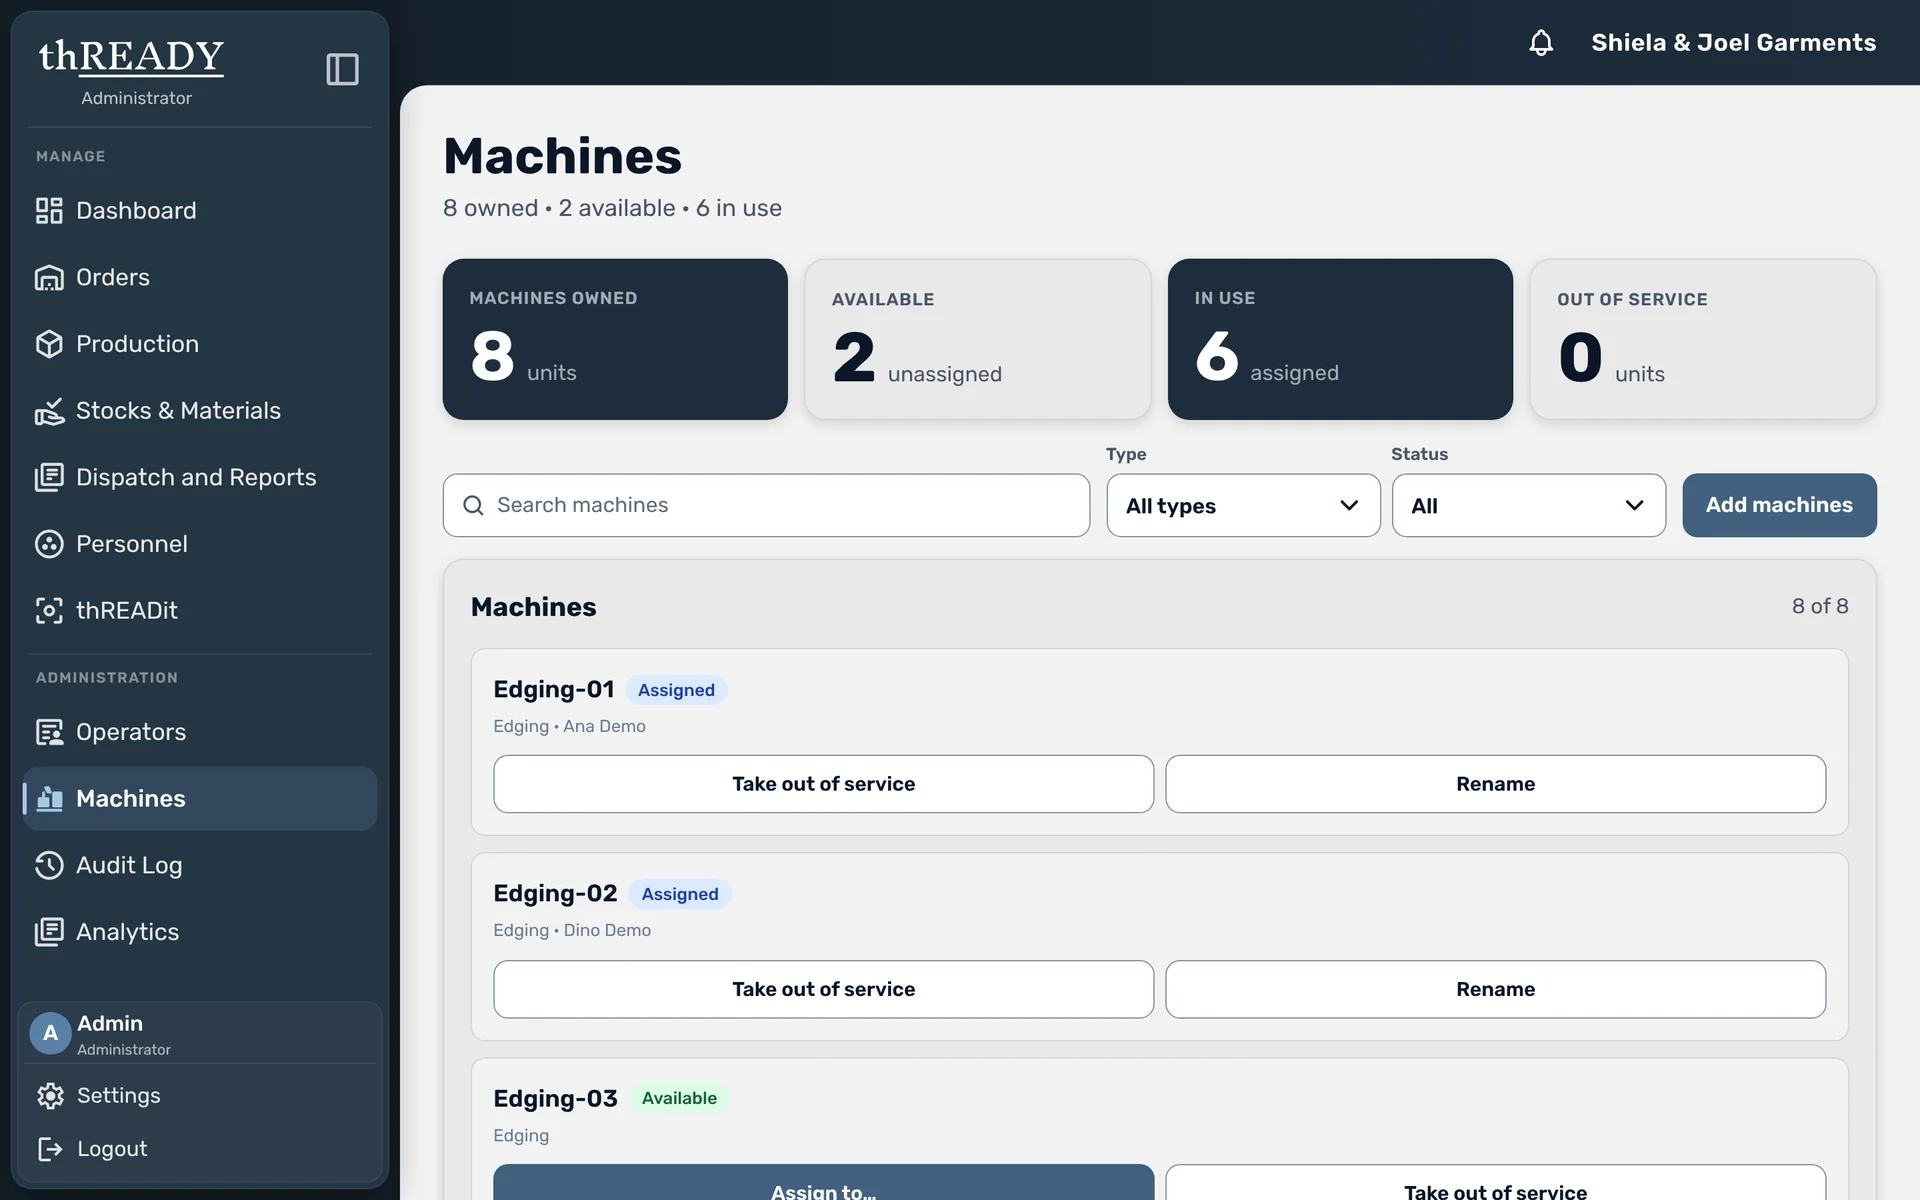 thREADY
Administrator
MANAGE
Dashboard
Orders
Production
Stocks & Materials
Dispatch and Reports
Personnel
thREADit
ADMINISTRATION
Operators
Machines
Audit Log
Analytics
A
Admin
Administrator
Settings
Logout
Shiela & Joel Garments
Machines
8 owned • 2 available • 6 in use
MACHINES OWNED
8 units
AVAILABLE
2 unassigned
IN USE
6 assigned
OUT OF SERVICE
0 units
Type
Status
Search machines
All types
All
Add machines
Machines
8 of 8
Edging-01 Assigned
Edging • Ana Demo
Take out of service
Rename
Edging-02 Assigned
Edging • Dino Demo
Take out of service
Rename
Edging-03 Available
Edging
Assign to…
Take out of service